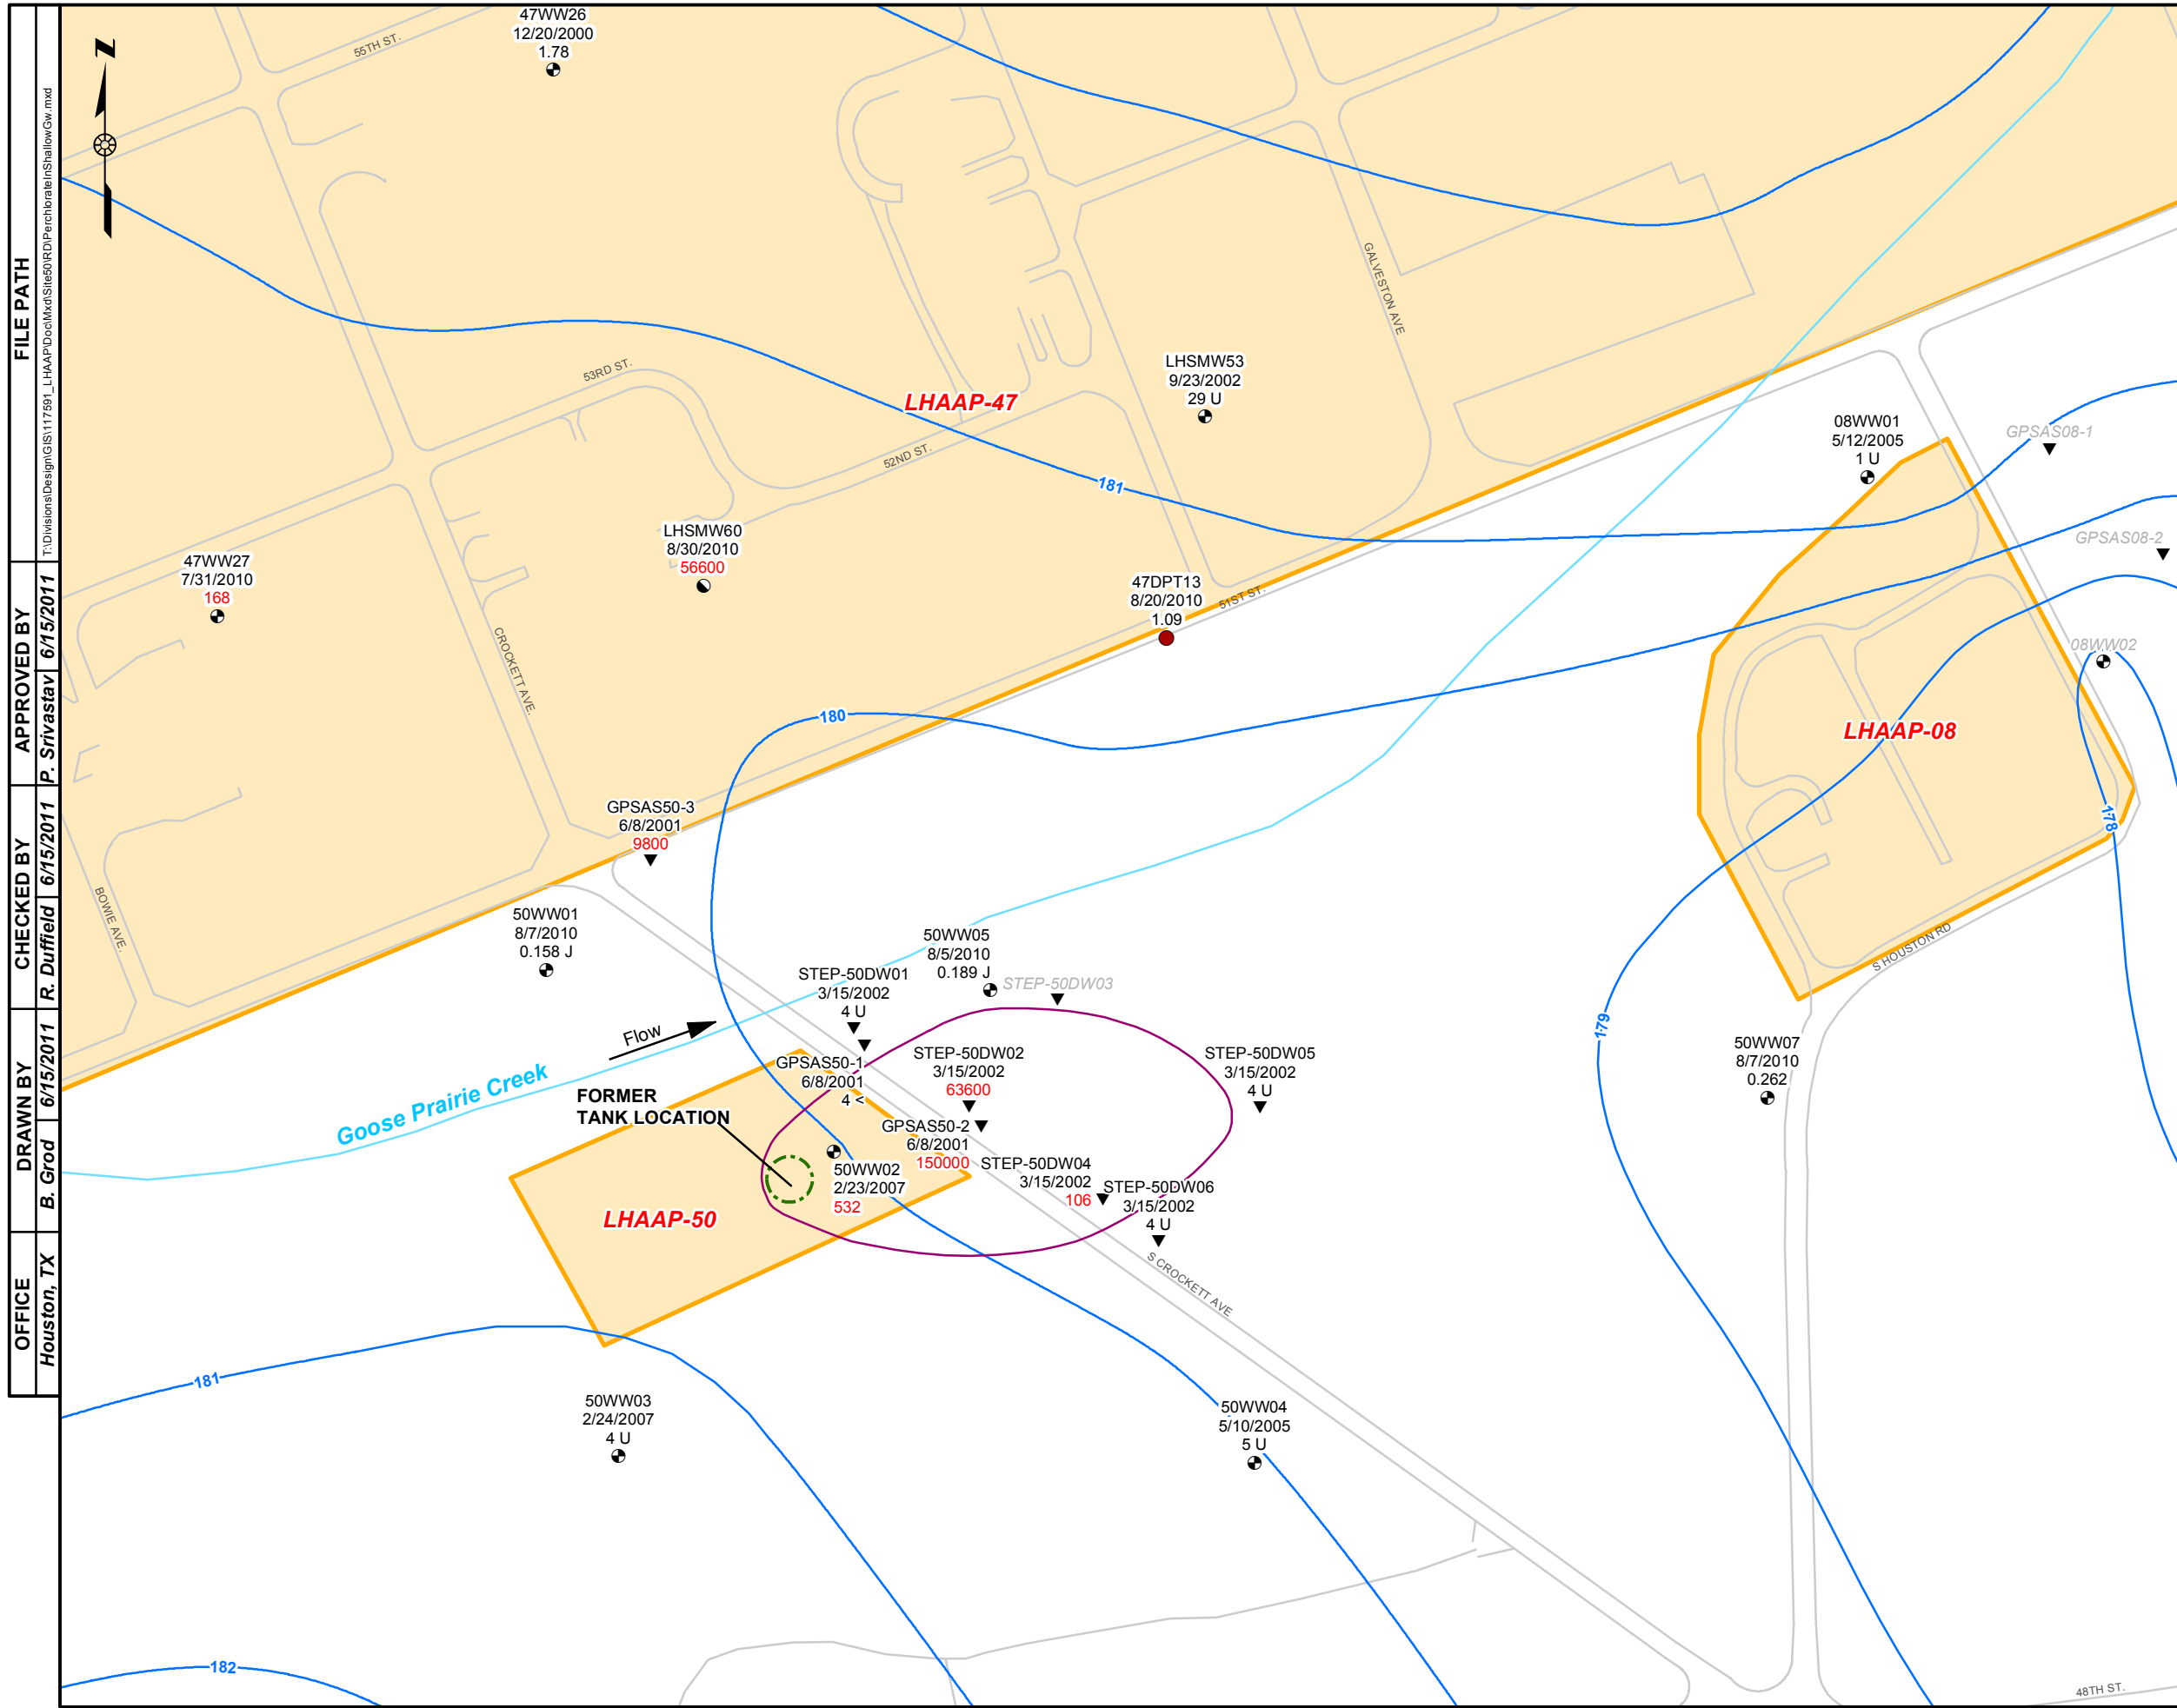 FILE PATH
T:\Divisions\Design\GIS\117591_LHAAP\Doc\Mxd\Site50\RD\PerchlorateInShallowGw.mxd
APPROVED BY
P. Srivastav 6/15/2011
CHECKED BY
R. Duffield 6/15/2011
DRAWN BY
B. Grod 6/15/2011
OFFICE
Houston, TX
N
47WW26
12/20/2000
1.78
55TH ST.
GALVESTON AVE
53RD ST.
LHAAP-47
52ND ST.
181
LHSMW53
9/23/2002
29 U
08WW01
5/12/2005
1 U
GPSAS08-1
GPSAS08-2
LHSMW60
8/30/2010
56600
47WW27
7/31/2010
168
47DPT13
8/20/2010
1.09
51ST ST.
CROCKETT AVE.
08WW02
180
LHAAP-08
178
GPSAS50-3
6/8/2001
9800
BOWIE AVE.
50WW01
8/7/2010
0.158 J
50WW05
8/5/2010
0.189 J
STEP-50DW03
STEP-50DW01
3/15/2002
4 U
S HOUSTON RD
179
Flow
Goose Prairie Creek
GPSAS50-1
6/8/2001
4 <
STEP-50DW02
3/15/2002
63600
STEP-50DW05
3/15/2002
4 U
50WW07
8/7/2010
0.262
FORMER
TANK LOCATION
GPSAS50-2
6/8/2001
150000
50WW02
2/23/2007
532
STEP-50DW04
3/15/2002
106
STEP-50DW06
3/15/2002
4 U
LHAAP-50
S CROCKETT AVE
181
50WW03
2/24/2007
4 U
50WW04
5/10/2005
5 U
182
48TH ST.